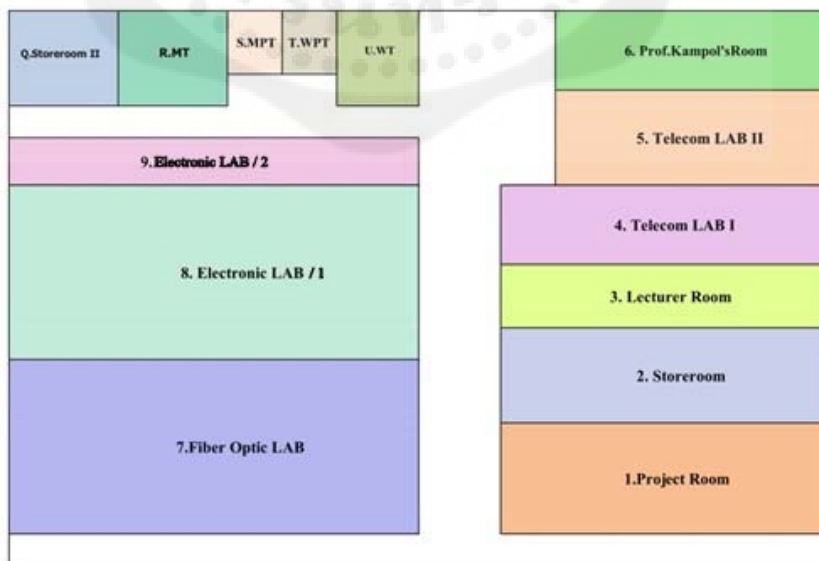 Q.Storeroom II
R.MT
S.MPT
T.WPT
U.WT
6. Prof.Kampol'sRoom
5. Telecom LAB II
9.Electronic LAB / 2
4. Telecom LAB I
8. Electronic LAB / 1
3. Lecturer Room
2. Storeroom
7.Fiber Optic LAB
1.Project Room